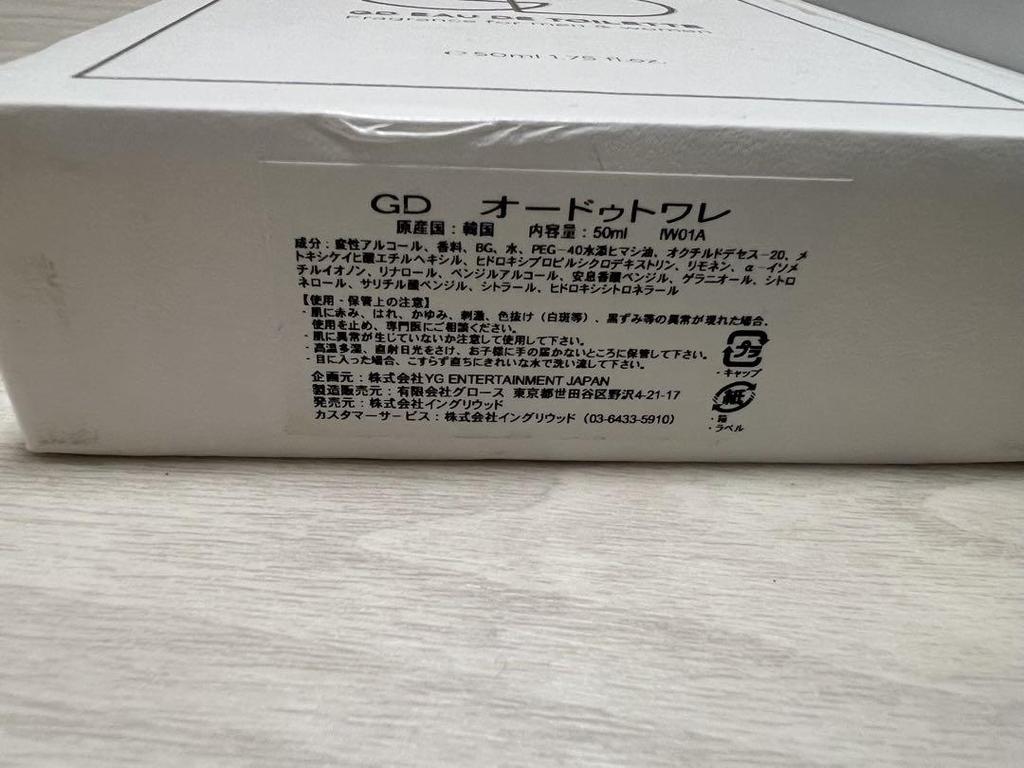 GD EAU DE TOILETTE
Fragrance for men & women
℮ 50ml 1.75 fl.oz.
GD オードゥトワレ
原産国：韓国 内容量：50ml IW01A
成分：変性アルコール、香料、BG、水、PEG-40水添ヒマシ油、オクチルドデセス-20、メ
トキシケイヒ酸エチルヘキシル、ヒドロキシプロピルシクロデキストリン、リモネン、α-イソメ
チルイオノン、リナロール、ベンジルアルコール、安息香酸ベンジル、ゲラニオール、シトロ
ネロール、サリチル酸ベンジル、シトラール、ヒドロキシシトロネラール
【使用・保管上の注意】
・肌に赤み、はれ、かゆみ、刺激、色抜け（白斑等）、黒ずみ等の異常が現れた場合、
使用を止め、専門医にご相談ください。
・肌に異常が生じていないか注意して使用して下さい。
・高温多湿、直射日光をさけ、お子様に手の届かないところに保管して下さい。
・目に入った場合、こすらず直ちにきれいな水で洗い流して下さい。
プラ
・キャップ
企画元：株式会社YG ENTERTAINMENT JAPAN
製造販売元：有限会社グロース 東京都世田谷区野沢4-21-17
発売元：株式会社イングリウッド
カスタマーサービス：株式会社イングリウッド（03-6433-5910）
紙
・箱
・ラベル